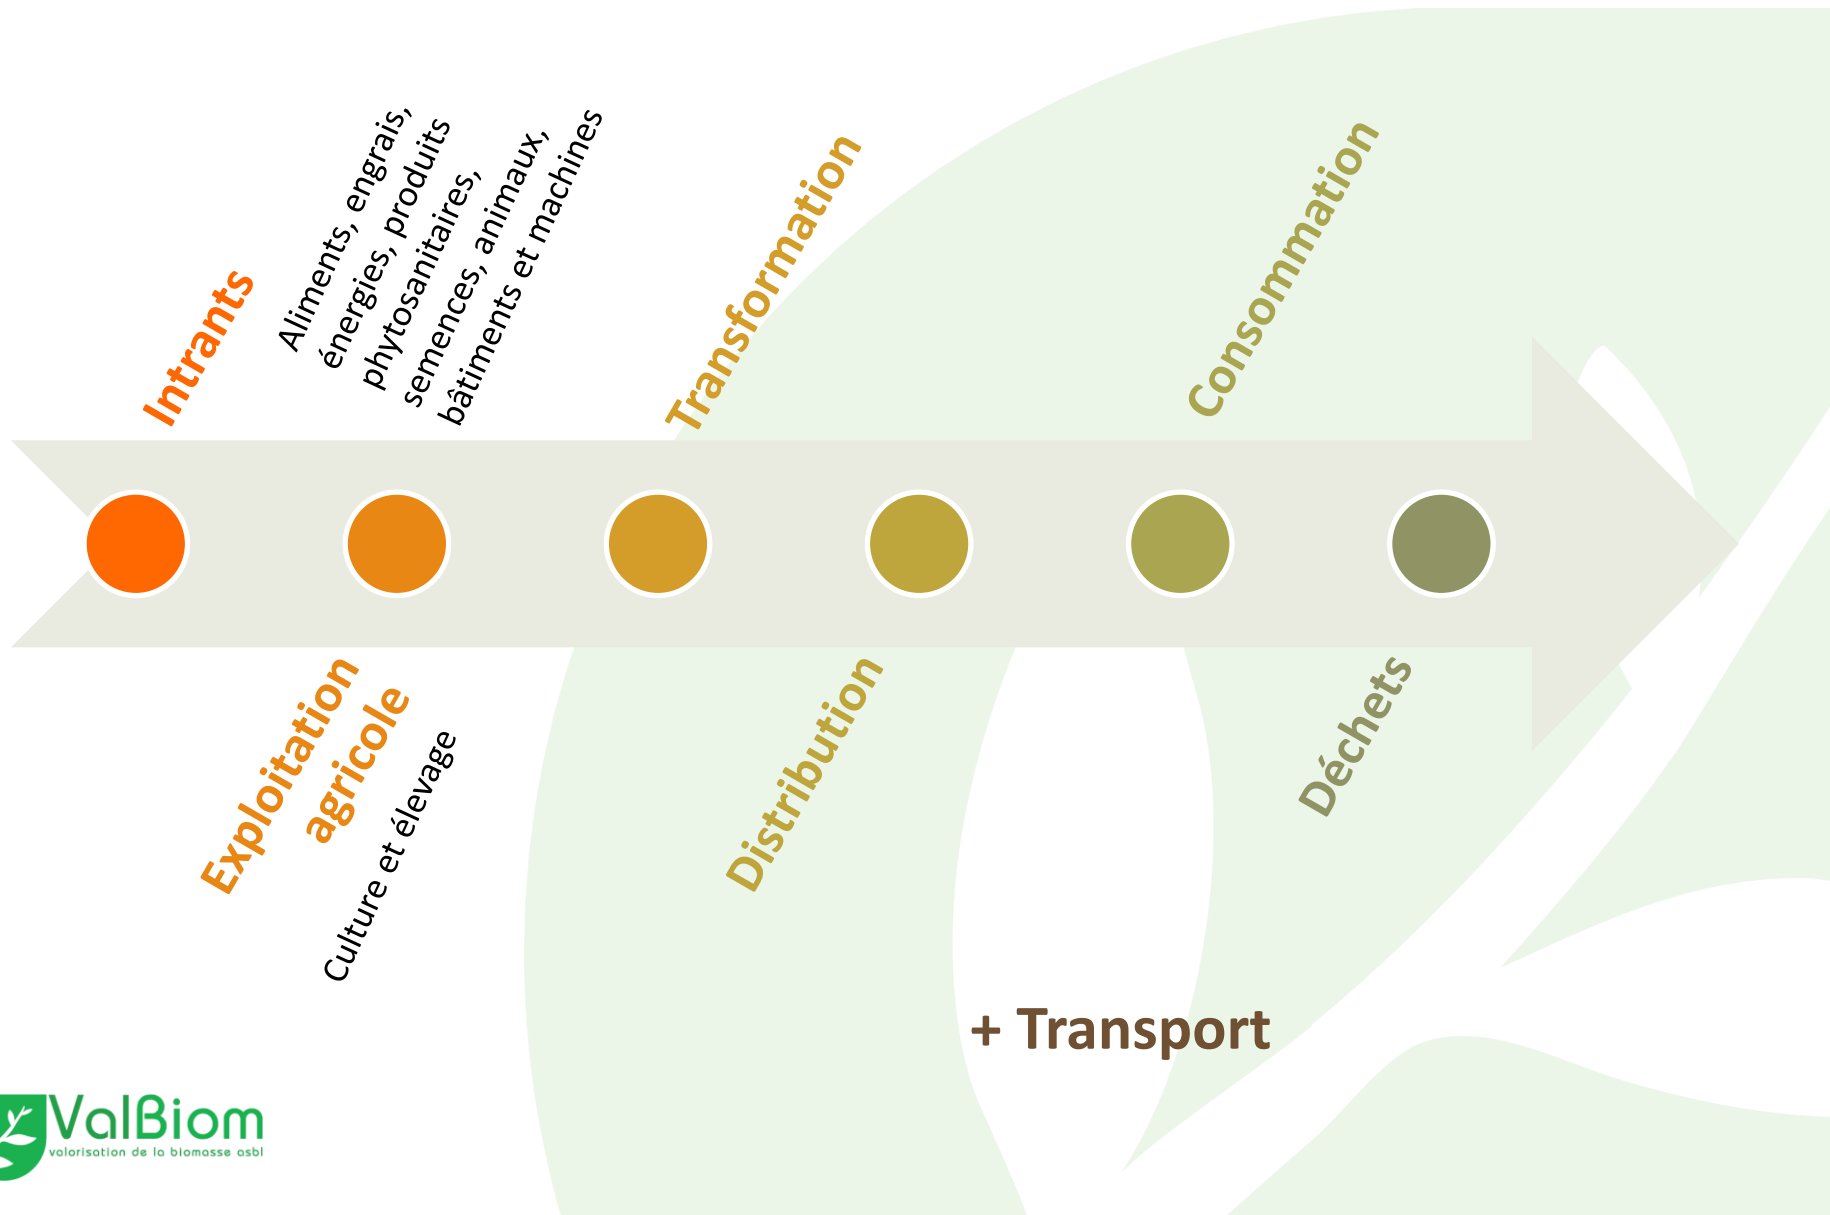 Intrants
Aliments, engrais,
énergies, produits
phytosanitaires,
semences, animaux,
bâtiments et machines
Exploitation
agricole
Culture et élevage
Transformation
Distribution
Consommation
Déchets
+ Transport
ValBiom
valorisation de la biomasse asbl